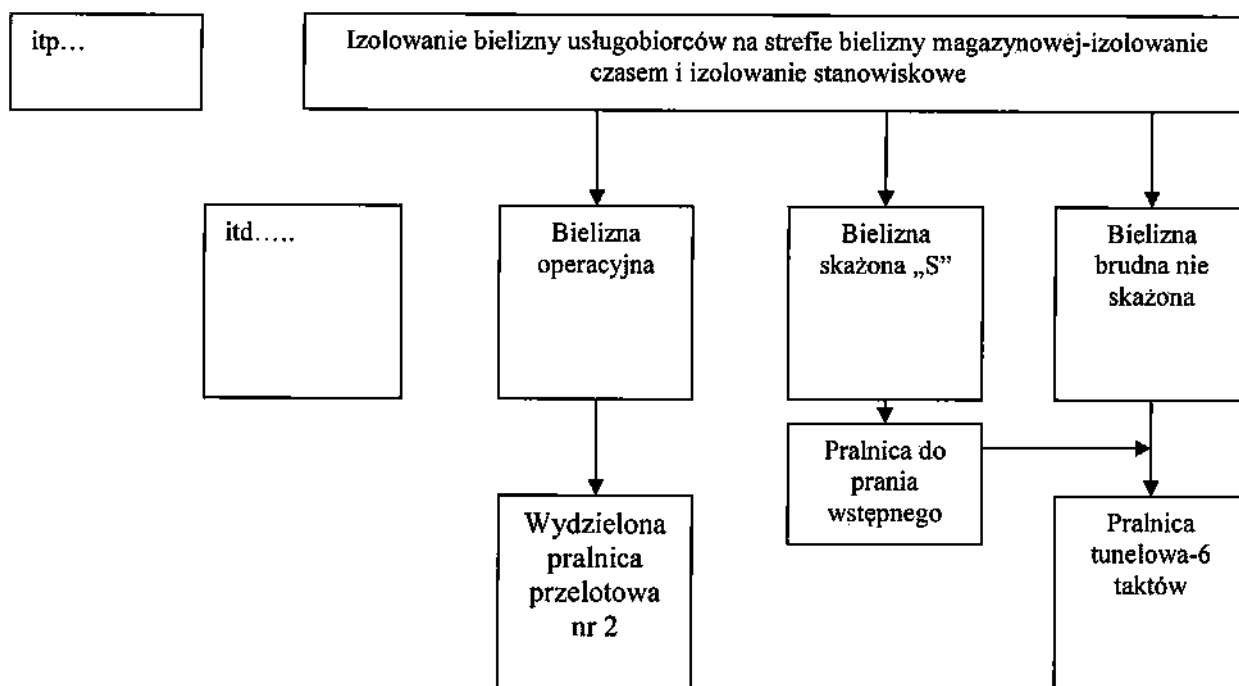 itp...
Izolowanie bielizny usługobiorców na strefie bielizny magazynowej-izolowanie
czasem i izolowanie stanowiskowe
itd.....
Bielizna
operacyjna
Bielizna
skażona „S”
Bielizna
brudna nie
skażona
Pralnica do
prania
wstępnego
Wydzielona
pralnica
przelotowa
nr 2
Pralnica
tunelowa-6
taktów